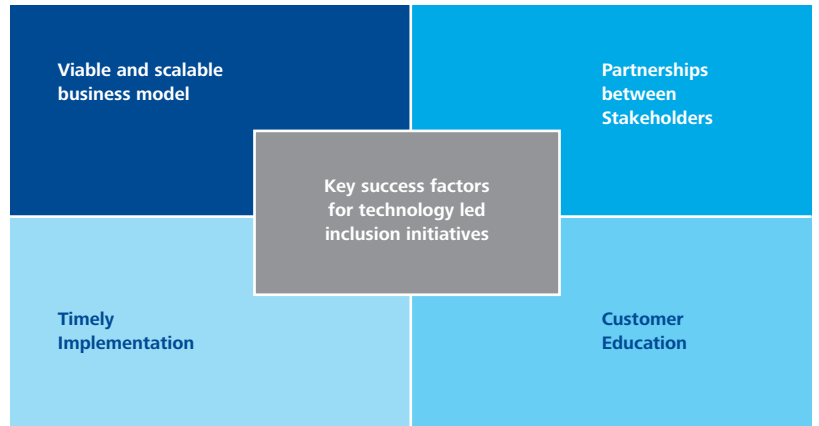 Viable and scalable
business model
Partnerships
between
Stakeholders
Key success factors
for technology led
inclusion initiatives
Timely
Implementation
Customer
Education